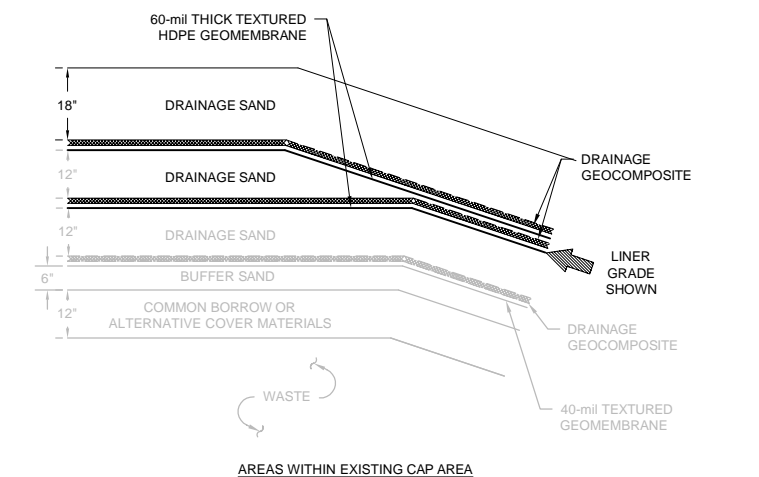 60-mil THICK TEXTURED
HDPE GEOMEMBRANE
18"
DRAINAGE SAND
12"
DRAINAGE SAND
DRAINAGE
GEOCOMPOSITE
12"
DRAINAGE SAND
LINER
GRADE
SHOWN
6"
BUFFER SAND
12"
COMMON BORROW OR
ALTERNATIVE COVER MATERIALS
DRAINAGE
GEOCOMPOSITE
WASTE
40-mil TEXTURED
GEOMEMBRANE
AREAS WITHIN EXISTING CAP AREA